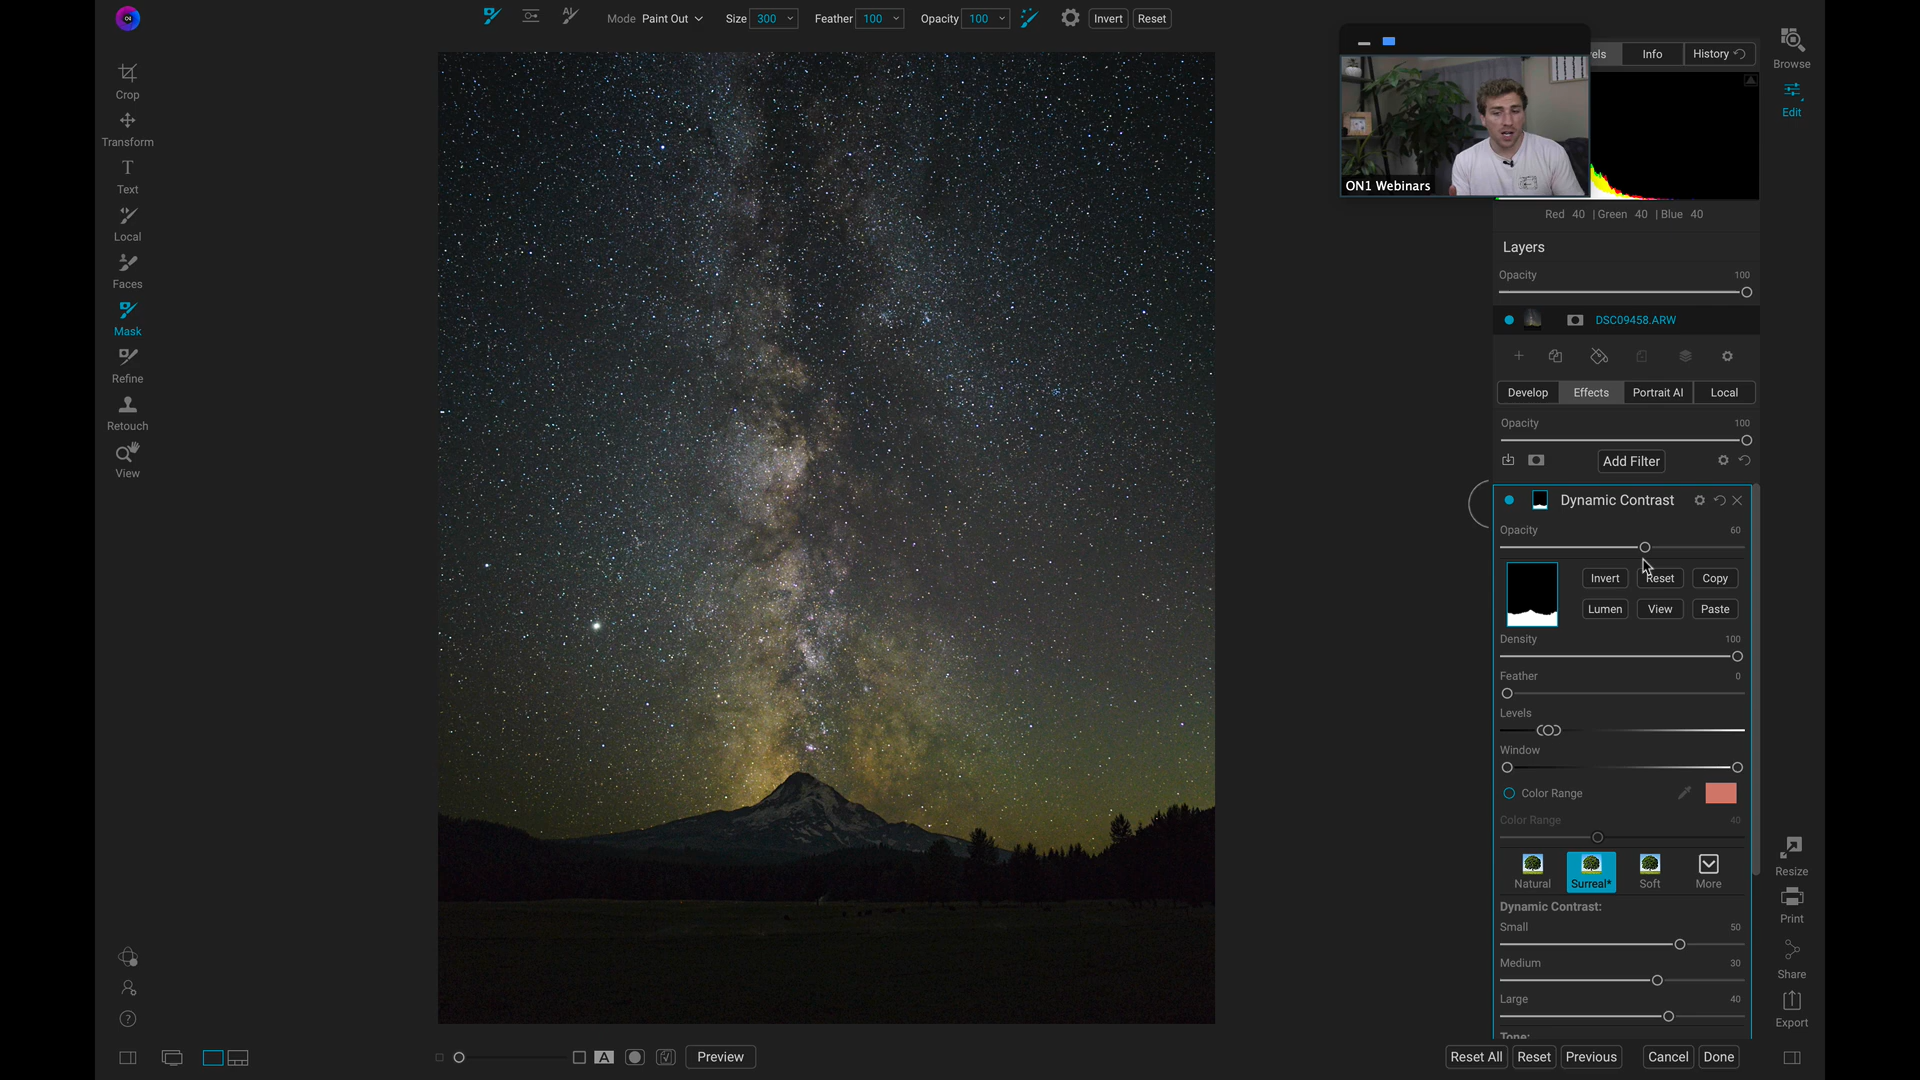 Mode Paint Out Size 300 Feather 100 Opacity 100 Invert Reset
Crop
Transform
Text
Local
Faces
Mask
Refine
Retouch
View
ON1 Webinars
Info
History
Browse
Edit
Red 40 | Green 40 | Blue 40
Layers
Opacity 100
DSC09458.ARW
Develop Effects Portrait AI Local
Opacity 100
Add Filter
Dynamic Contrast
Opacity 60
Invert Reset Copy
Lumen View Paste
Density 100
Feather 0
Levels
Window
Color Range
Color Range 40
Natural Surreal* Soft More
Dynamic Contrast:
Small 50
Medium 30
Large 40
Tone:
Resize
Print
Share
Export
A Preview
Reset All Reset Previous Cancel Done